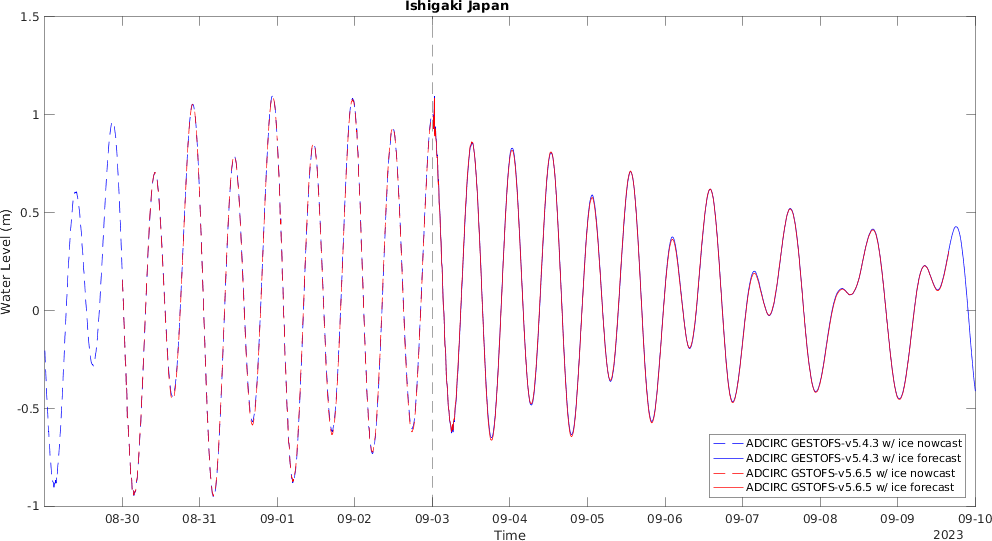 Ishigaki Japan
1.5
1
0.5
0
-0.5
-1
Water Level (m)
08-30 08-31 09-01 09-02 09-03 09-04 09-05 09-06 09-07 09-08 09-09 09-10
Time
2023
ADCIRC GESTOFS-v5.4.3 w/ ice nowcast
ADCIRC GESTOFS-v5.4.3 w/ ice forecast
ADCIRC GSTOFS-v5.6.5 w/ ice nowcast
ADCIRC GSTOFS-v5.6.5 w/ ice forecast